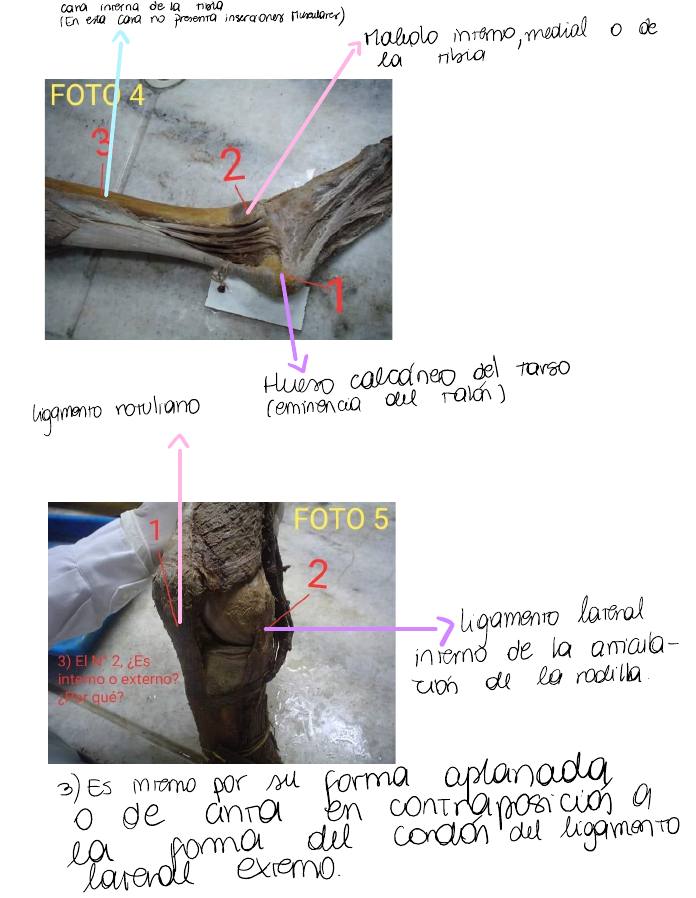 cara interna de la tibia
(En esta cara no presenta inserciones musculares)
Maleolo interno, medial o de
la tibia
FOTO 4
3
2
1
Hueso calcáneo del tarso
(eminencia del talón)
ligamento rotuliano
FOTO 5
1
2
3) El N° 2, ¿Es
interno o externo?
¿Por qué?
Ligamento lateral
interno de la articula-
ción de la rodilla.
3) Es interno por su forma aplanada
o de cinta en contraposición a
la forma del cordón del ligamento
lateral externo.